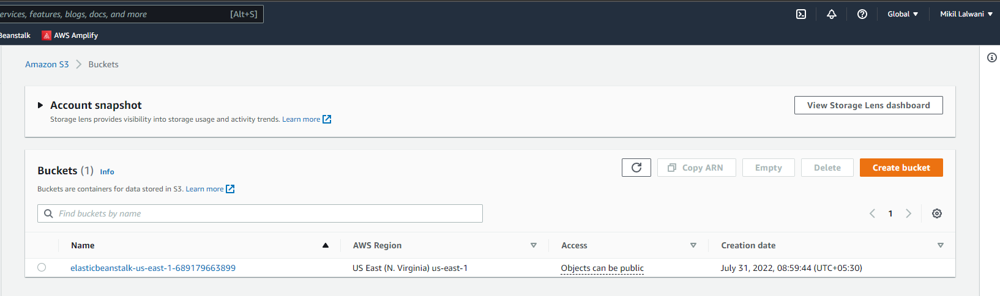 ervices, features, blogs, docs, and more [Alt+S] Global Mikil Lalwani
Beanstalk AWS Amplify
Amazon S3 > Buckets
Account snapshot View Storage Lens dashboard
Storage lens provides visibility into storage usage and activity trends. Learn more
Buckets (1) Info Copy ARN Empty Delete Create bucket
Buckets are containers for data stored in S3. Learn more
Find buckets by name 1
Name AWS Region Access Creation date
elasticbeanstalk-us-east-1-689179663899 US East (N. Virginia) us-east-1 Objects can be public July 31, 2022, 08:59:44 (UTC+05:30)